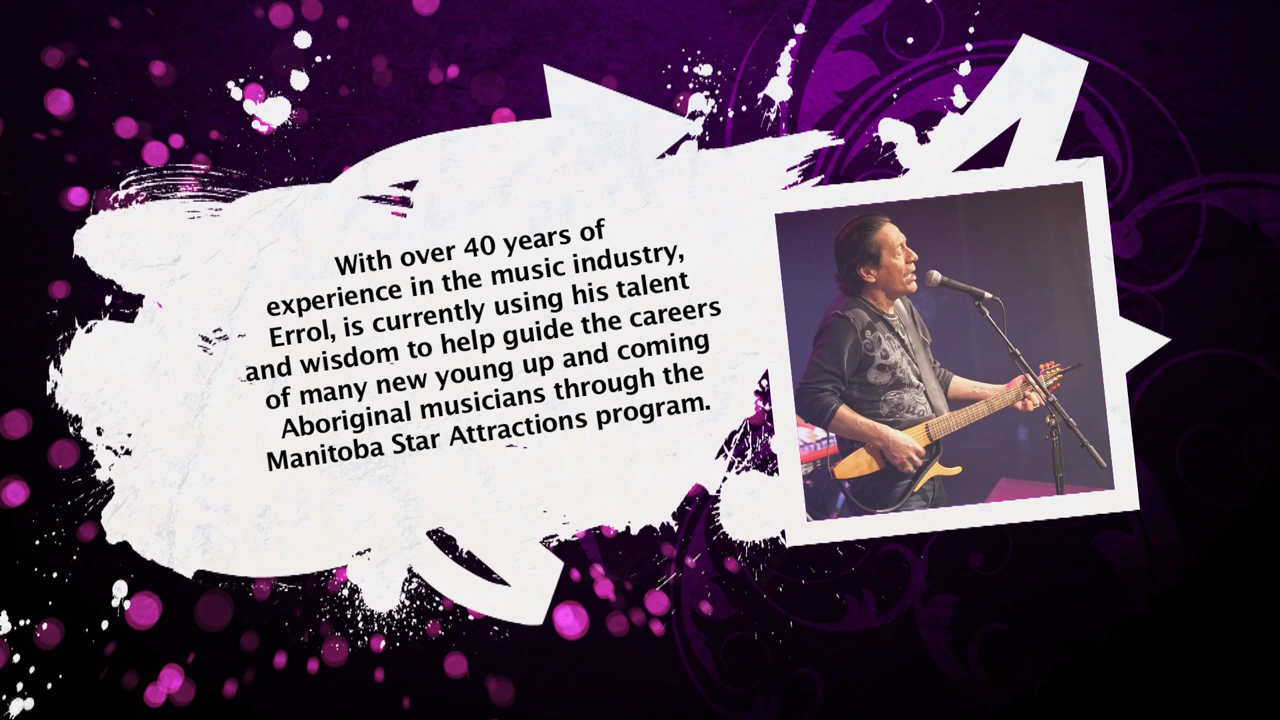 With over 40 years of
experience in the music industry,
Errol, is currently using his talent
and wisdom to help guide the careers
of many new young up and coming
Aboriginal musicians through the
Manitoba Star Attractions program.